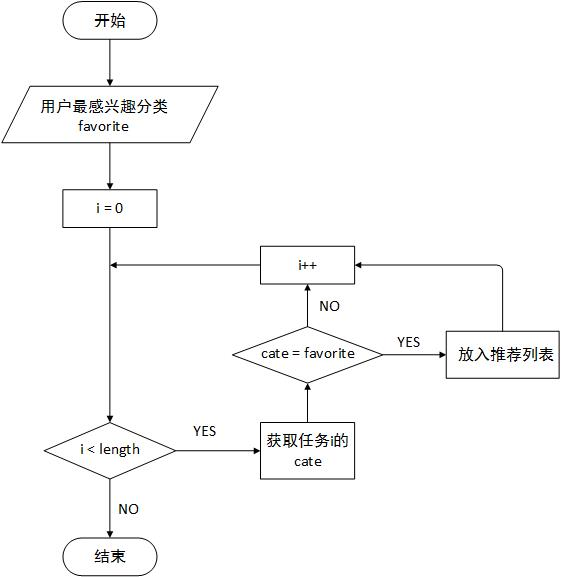 开始
用户最感兴趣分类
favorite
i = 0
i++
NO
cate = favorite
YES
放入推荐列表
i < length
YES
获取任务i的
cate
NO
结束